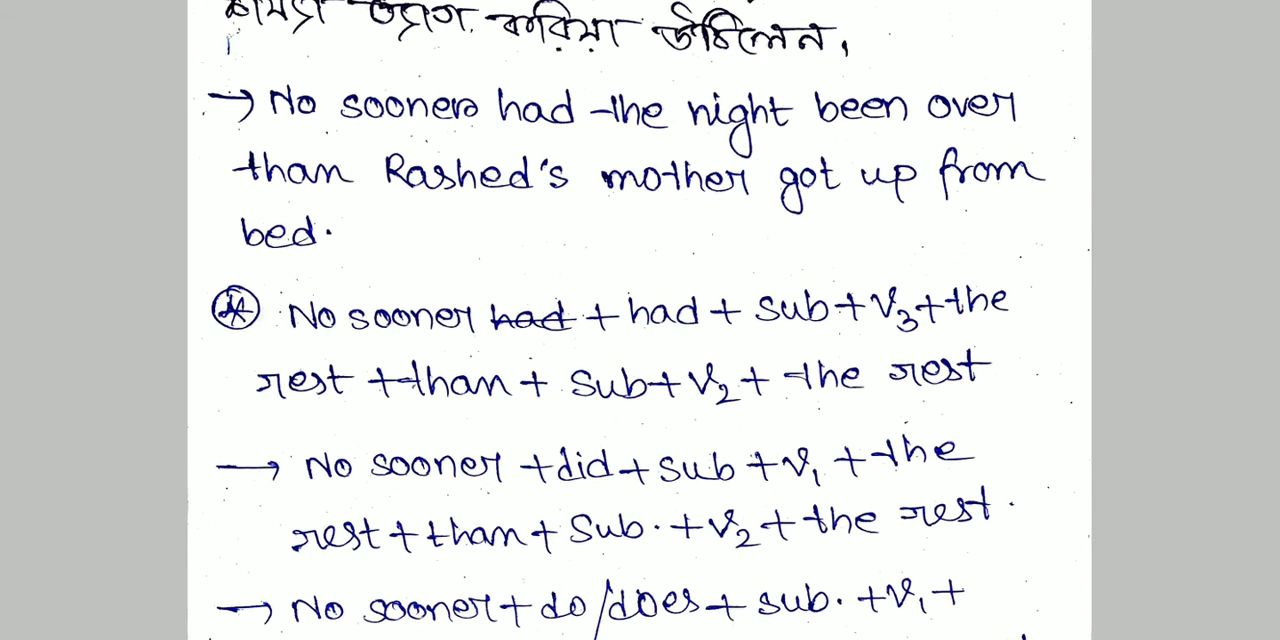 করিয়া উঠিলেন।
→ No sooner had the night been over
than Rashed's mother got up from
bed.
No sooner had + had + sub + V₃ + the
rest + than + sub + V₂ + the rest
→ No sooner + did + sub + V₁ + the
rest + than + Sub. + V₂ + the rest.
→ No sooner + do/does + sub. + V₁ +